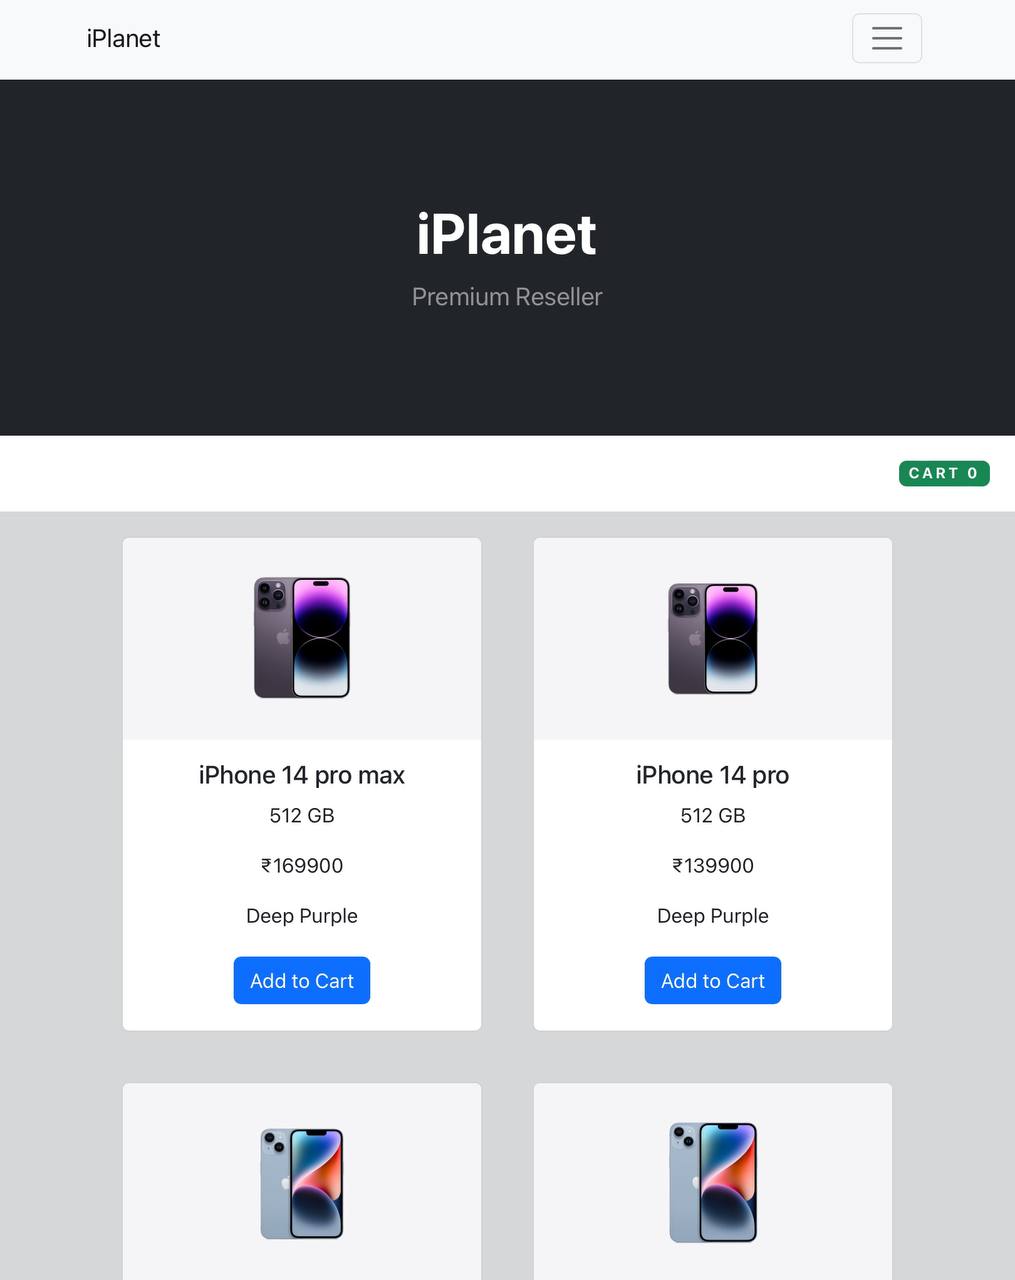 iPlanet
iPlanet
Premium Reseller
CART 0
iPhone 14 pro max
512 GB
₹169900
Deep Purple
Add to Cart
iPhone 14 pro
512 GB
₹139900
Deep Purple
Add to Cart